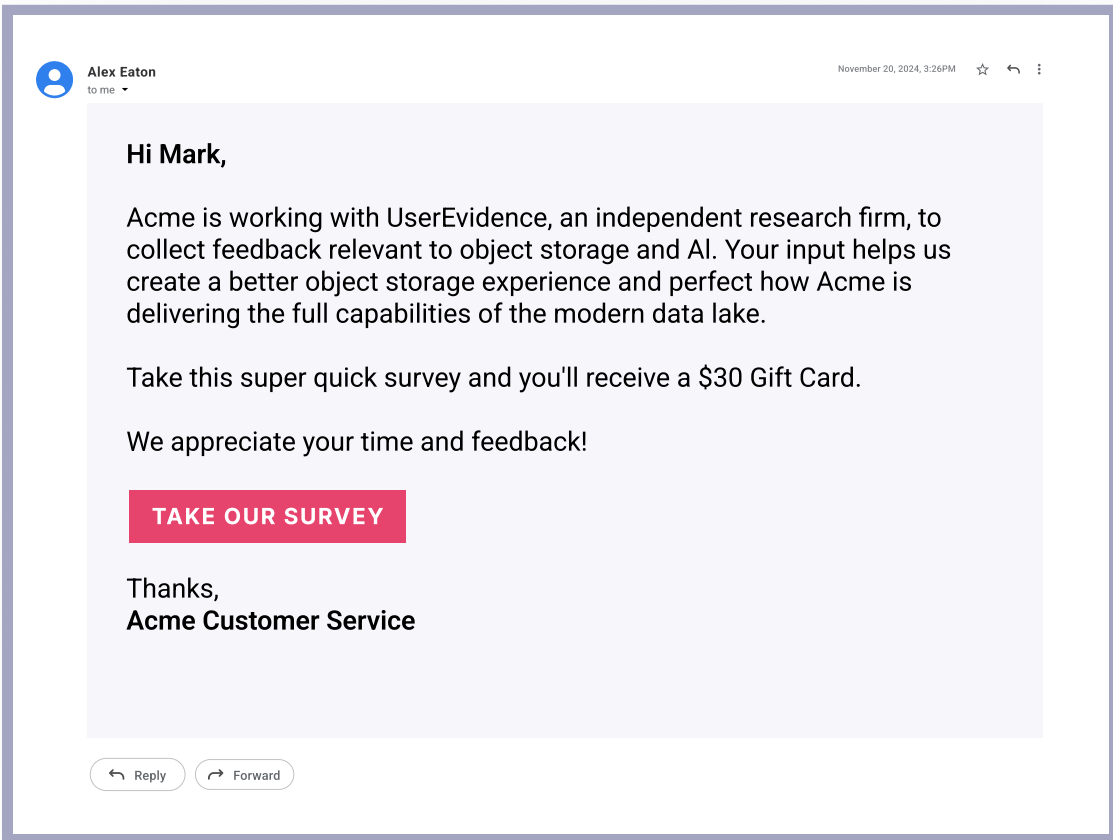 Alex Eaton
November 20, 2024, 3:26PM
to me
Hi Mark,
Acme is working with UserEvidence, an independent research firm, to
collect feedback relevant to object storage and AI. Your input helps us
create a better object storage experience and perfect how Acme is
delivering the full capabilities of the modern data lake.
Take this super quick survey and you'll receive a $30 Gift Card.
We appreciate your time and feedback!
TAKE OUR SURVEY
Thanks,
Acme Customer Service
Reply
Forward